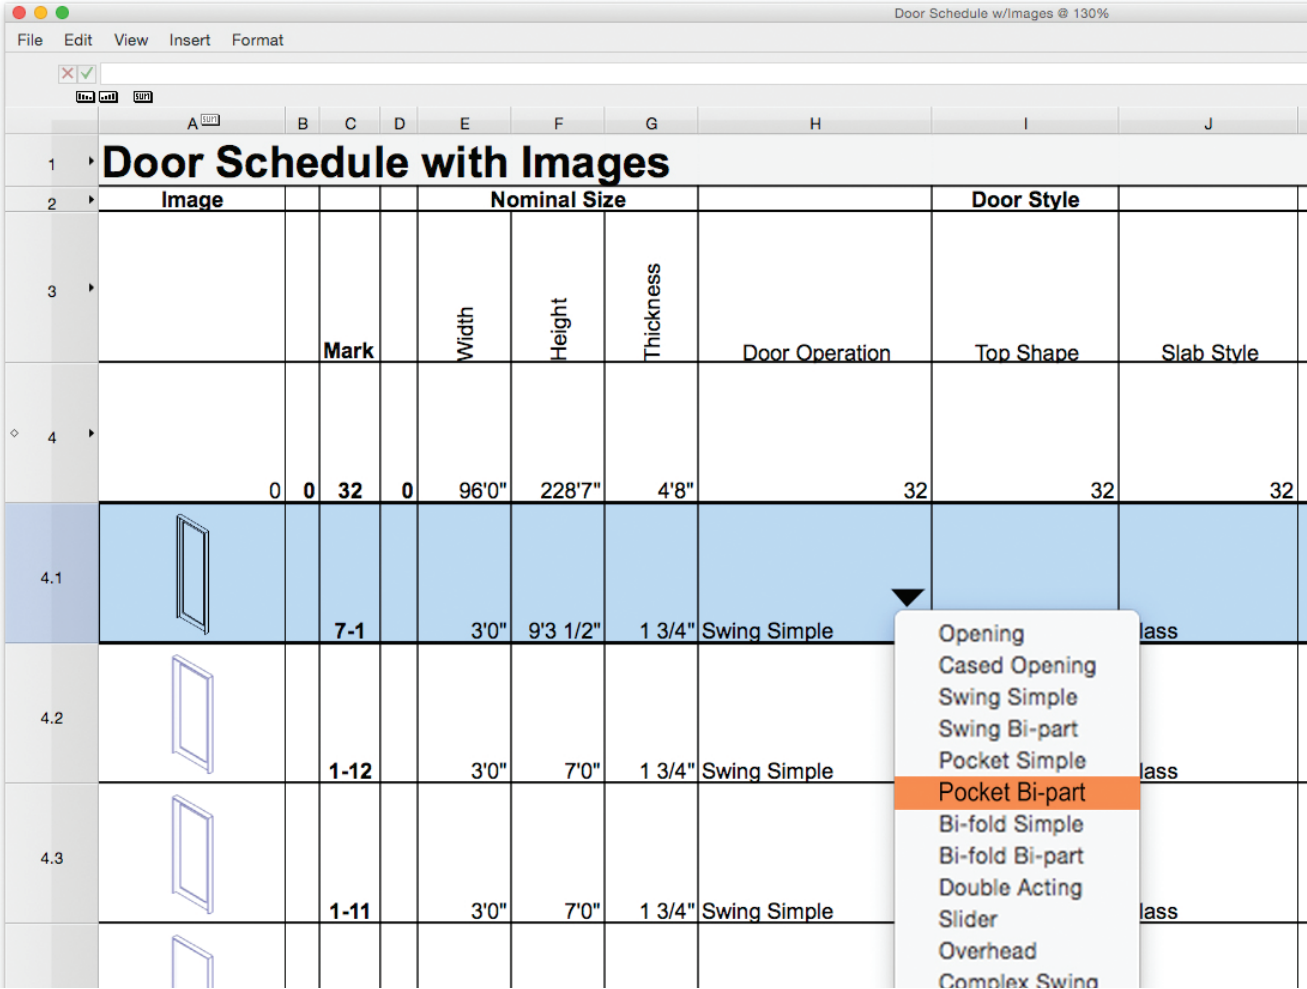 Door Schedule w/Images @ 130%
File Edit View Insert Format
sum
A sum B C D E F G H I J
1 Door Schedule with Images
2 Image Nominal Size Door Style
3 Mark Width Height Thickness Door Operation Top Shape Slab Style
4 0 0 32 0 96'0" 228'7" 4'8" 32 32 32
4.1 7-1 3'0" 9'3 1/2" 1 3/4" Swing Simple lass
4.2 1-12 3'0" 7'0" 1 3/4" Swing Simple lass
4.3 1-11 3'0" 7'0" 1 3/4" Swing Simple lass
Opening
Cased Opening
Swing Simple
Swing Bi-part
Pocket Simple
Pocket Bi-part
Bi-fold Simple
Bi-fold Bi-part
Double Acting
Slider
Overhead
Complex Swing